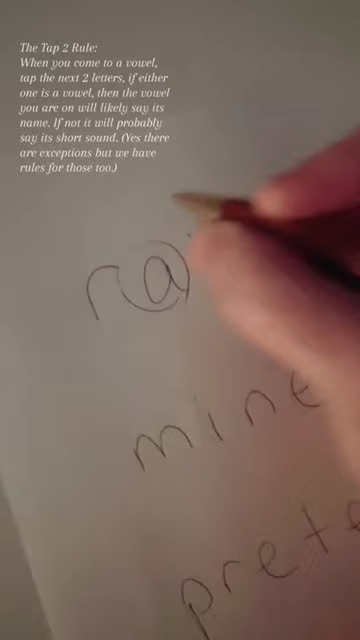 The Tap 2 Rule:
When you come to a vowel,
tap the next 2 letters, if either
one is a vowel, then the vowel
you are on will likely say its
name. If not it will probably
say its short sound. (Yes there
are exceptions but we have
rules for those too.)
ra
mine
prete